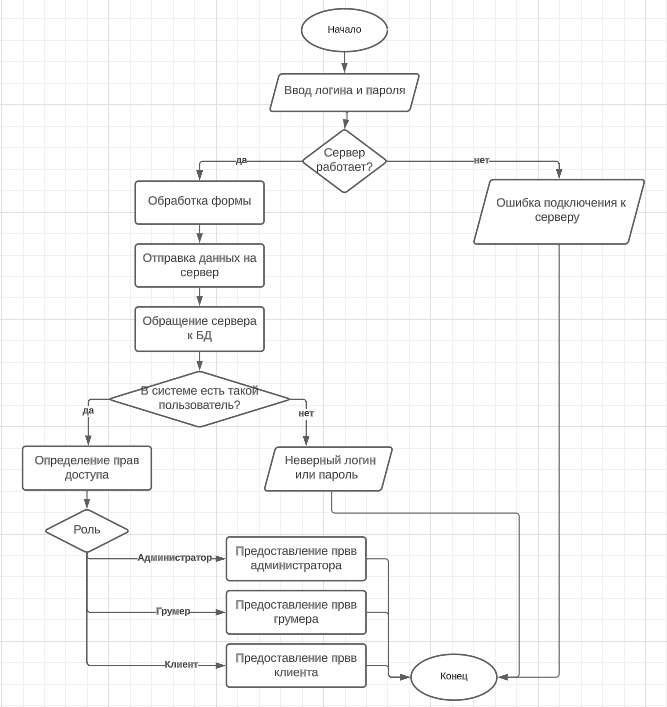 Начало
Ввод логина и пароля
Сервер
работает?
да
нет
Обработка формы
Ошибка подключения к
серверу
Отправка данных на
сервер
Обращение сервера
к БД
В системе есть такой
пользователь?
да
нет
Определение прав
доступа
Неверный логин
или пароль
Роль
Администратор
Предоставление првв
администратора
Грумер
Предоставление првв
грумера
Клиент
Предоставление првв
клиента
Конец